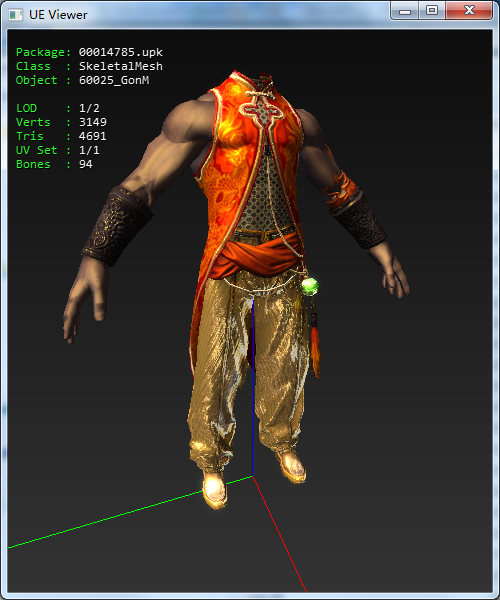 UE Viewer
Package: 00014785.upk
Class  : SkeletalMesh
Object : 60025_GonM
LOD    : 1/2
Verts  : 3149
Tris   : 4691
UV Set : 1/1
Bones  : 94